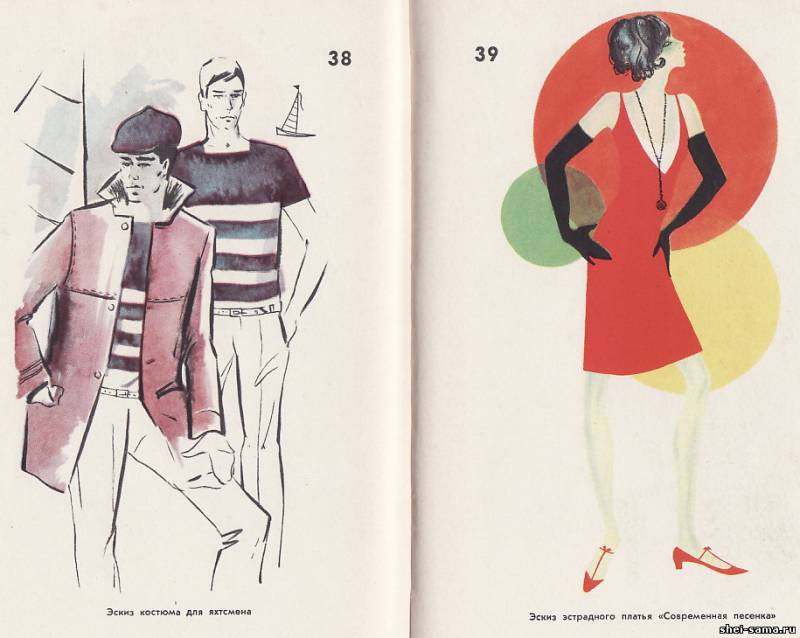 38
Эскиз костюма для яхтсмена
39
Эскиз эстрадного платья «Современная песенка»
shei-sama.ru